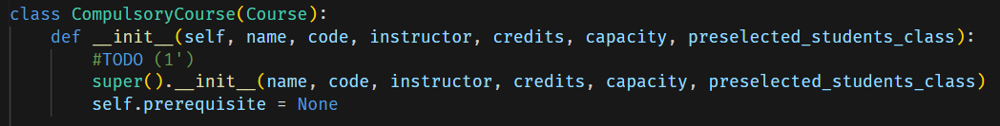 class CompulsoryCourse(Course):
    def __init__(self, name, code, instructor, credits, capacity, preselected_students_class):
        #TODO (1')
        super().__init__(name, code, instructor, credits, capacity, preselected_students_class)
        self.prerequisite = None